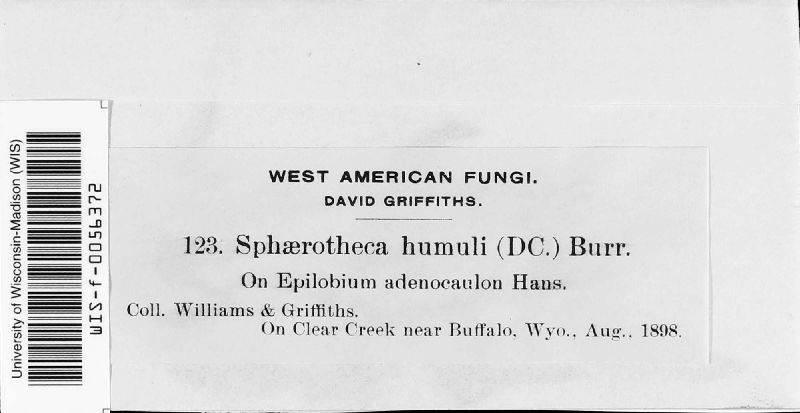 WEST AMERICAN FUNGI.
DAVID GRIFFITHS.
123. Sphærotheca humuli (DC.) Burr.
On Epilobium adenocaulon Hans.
Coll. Williams & Griffiths.
On Clear Creek near Buffalo, Wyo., Aug., 1898.
University of Wisconsin-Madison (WIS)
WIS-f-0056372